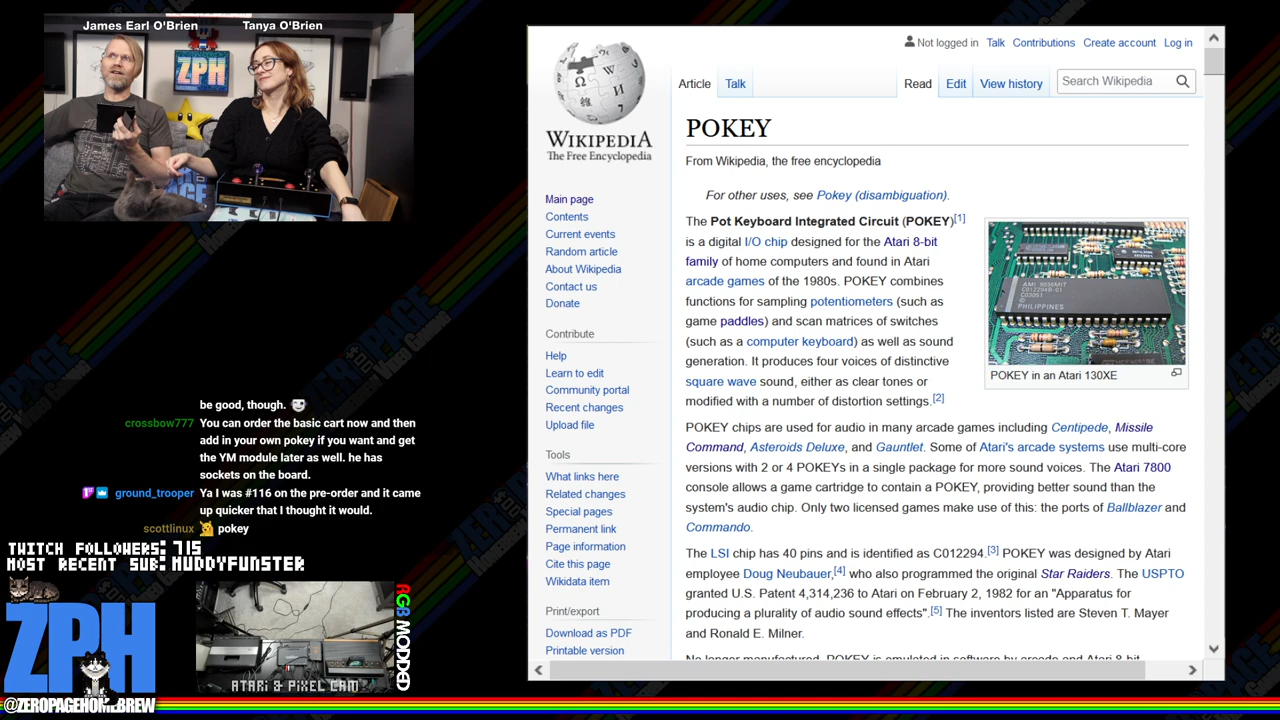 James Earl O'Brien
Tanya O'Brien
ZPH
be good, though.
crossbow777 You can order the basic cart now and then
add in your own pokey if you want and get
the YM module later as well. he has
sockets on the board.
ground_trooper Ya I was #116 on the pre-order and it came
up quicker that I thought it would.
scottlinux pokey
TWITCH FOLLOWERS: 715
MOST RECENT SUB: MUDDYFUNSTER
ZPH
@ZEROPAGEHOMEBREW
ATARI & PIXEL CAM
RGB MODDED
WIKIPEDIA
The Free Encyclopedia
Main page
Contents
Current events
Random article
About Wikipedia
Contact us
Donate
Contribute
Help
Learn to edit
Community portal
Recent changes
Upload file
Tools
What links here
Related changes
Special pages
Permanent link
Page information
Cite this page
Wikidata item
Print/export
Download as PDF
Printable version
Not logged in Talk Contributions Create account Log in
Article Talk Read Edit View history Search Wikipedia
POKEY
From Wikipedia, the free encyclopedia
For other uses, see Pokey (disambiguation).
The Pot Keyboard Integrated Circuit (POKEY)[1]
is a digital I/O chip designed for the Atari 8-bit
family of home computers and found in Atari
arcade games of the 1980s. POKEY combines
functions for sampling potentiometers (such as
game paddles) and scan matrices of switches
(such as a computer keyboard) as well as sound
generation. It produces four voices of distinctive
square wave sound, either as clear tones or
modified with a number of distortion settings.[2]
AMI 9036MIT
C012294B-01
C03051
PHILIPPINES
POKEY in an Atari 130XE
POKEY chips are used for audio in many arcade games including Centipede, Missile
Command, Asteroids Deluxe, and Gauntlet. Some of Atari's arcade systems use multi-core
versions with 2 or 4 POKEYs in a single package for more sound voices. The Atari 7800
console allows a game cartridge to contain a POKEY, providing better sound than the
system's audio chip. Only two licensed games make use of this: the ports of Ballblazer and
Commando.
The LSI chip has 40 pins and is identified as C012294.[3] POKEY was designed by Atari
employee Doug Neubauer,[4] who also programmed the original Star Raiders. The USPTO
granted U.S. Patent 4,314,236 to Atari on February 2, 1982 for an "Apparatus for
producing a plurality of audio sound effects".[5] The inventors listed are Steven T. Mayer
and Ronald E. Milner.
No longer manufactured, POKEY is emulated in software by arcade and Atari 8-bit